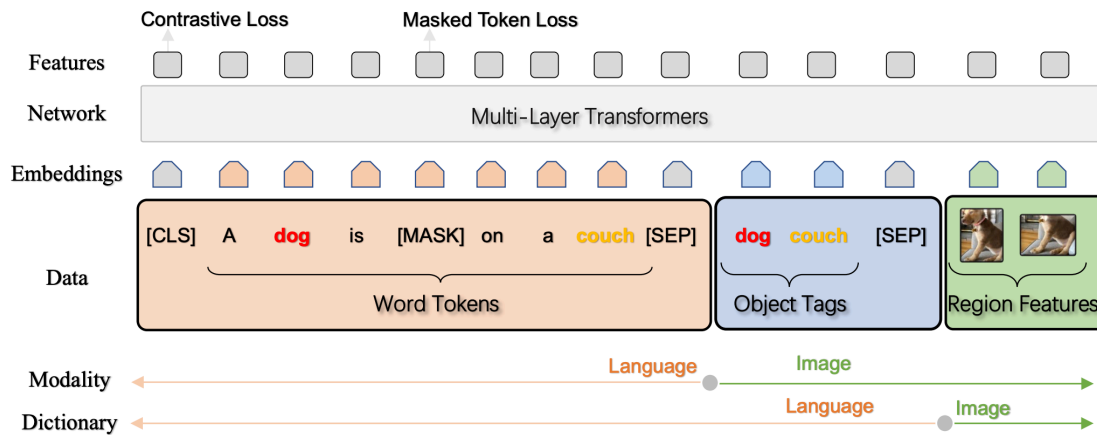 Contrastive Loss
Masked Token Loss
Features
Network
Multi-Layer Transformers
Embeddings
[CLS] A dog is [MASK] on a couch [SEP] dog couch [SEP]
Data
Word Tokens
Object Tags
Region Features
Language
Image
Modality
Language
Image
Dictionary